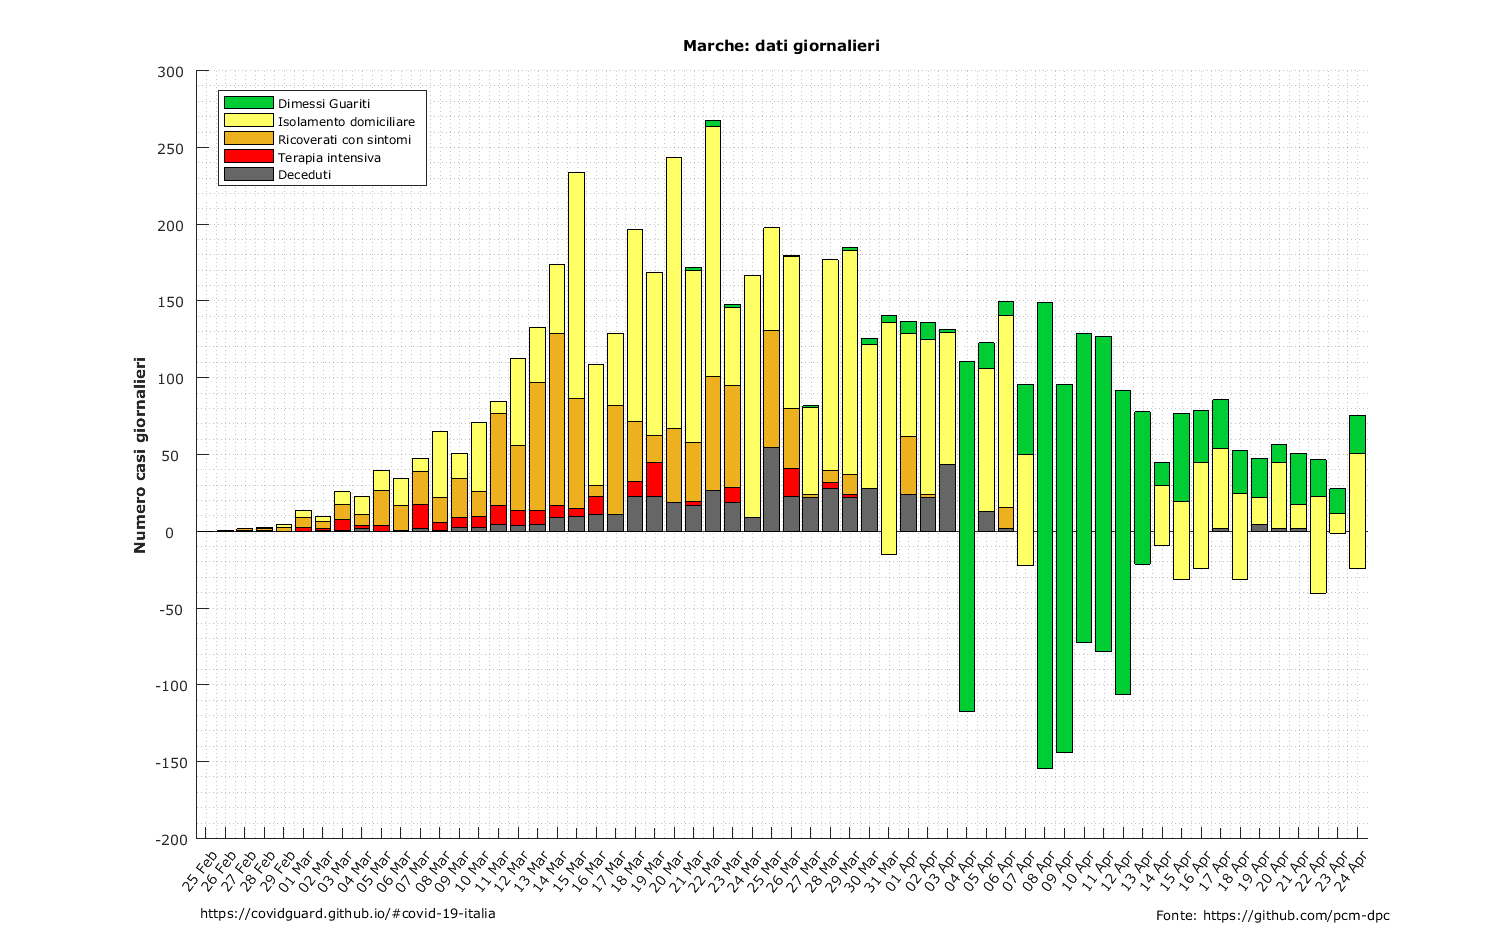 Marche: dati giornalieri
Numero casi giornalieri
300
250
200
150
100
50
0
-50
-100
-150
-200
Dimessi Guariti
Isolamento domiciliare
Ricoverati con sintomi
Terapia intensiva
Deceduti
25 Feb
26 Feb
27 Feb
28 Feb
29 Feb
01 Mar
02 Mar
03 Mar
04 Mar
05 Mar
06 Mar
07 Mar
08 Mar
09 Mar
10 Mar
11 Mar
12 Mar
13 Mar
14 Mar
15 Mar
16 Mar
17 Mar
18 Mar
19 Mar
20 Mar
21 Mar
22 Mar
23 Mar
24 Mar
25 Mar
26 Mar
27 Mar
28 Mar
29 Mar
30 Mar
31 Mar
01 Apr
02 Apr
03 Apr
04 Apr
05 Apr
06 Apr
07 Apr
08 Apr
09 Apr
10 Apr
11 Apr
12 Apr
13 Apr
14 Apr
15 Apr
16 Apr
17 Apr
18 Apr
19 Apr
20 Apr
21 Apr
22 Apr
23 Apr
24 Apr
https://covidguard.github.io/#covid-19-italia
Fonte: https://github.com/pcm-dpc